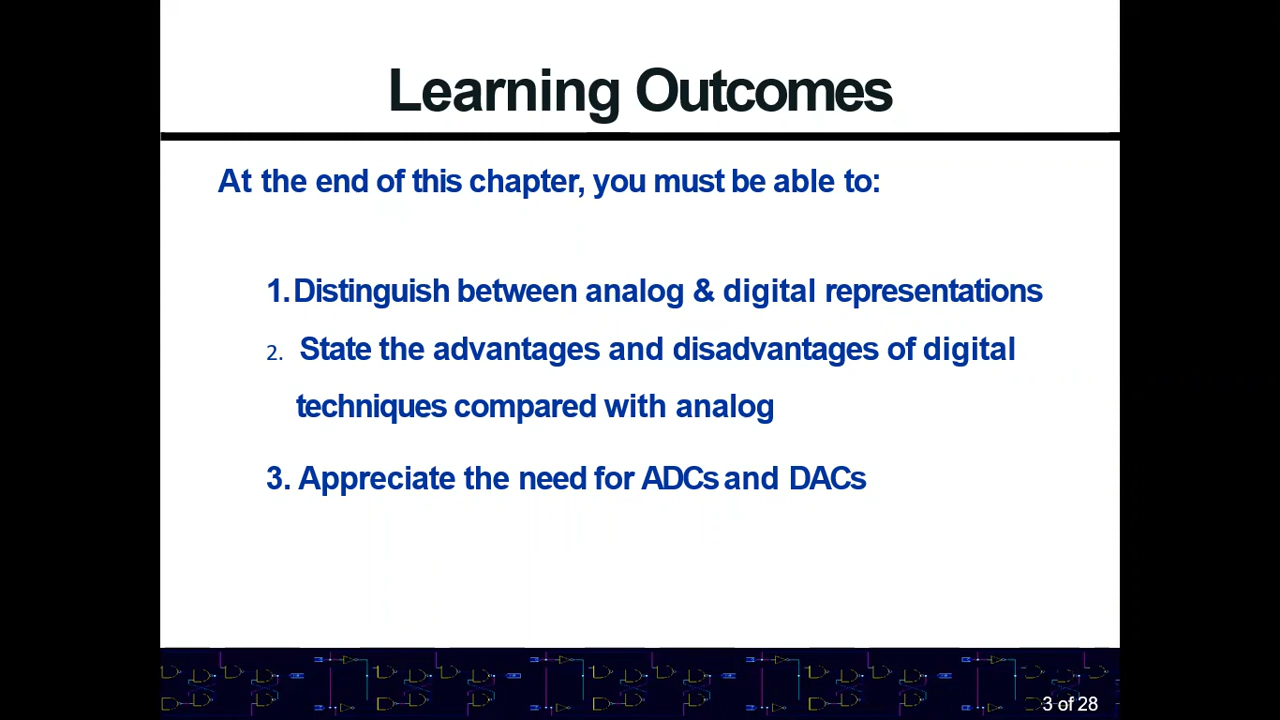 Learning Outcomes
At the end of this chapter, you must be able to:
1. Distinguish between analog & digital representations
2. State the advantages and disadvantages of digital
techniques compared with analog
3. Appreciate the need for ADCs and DACs
3 of 28